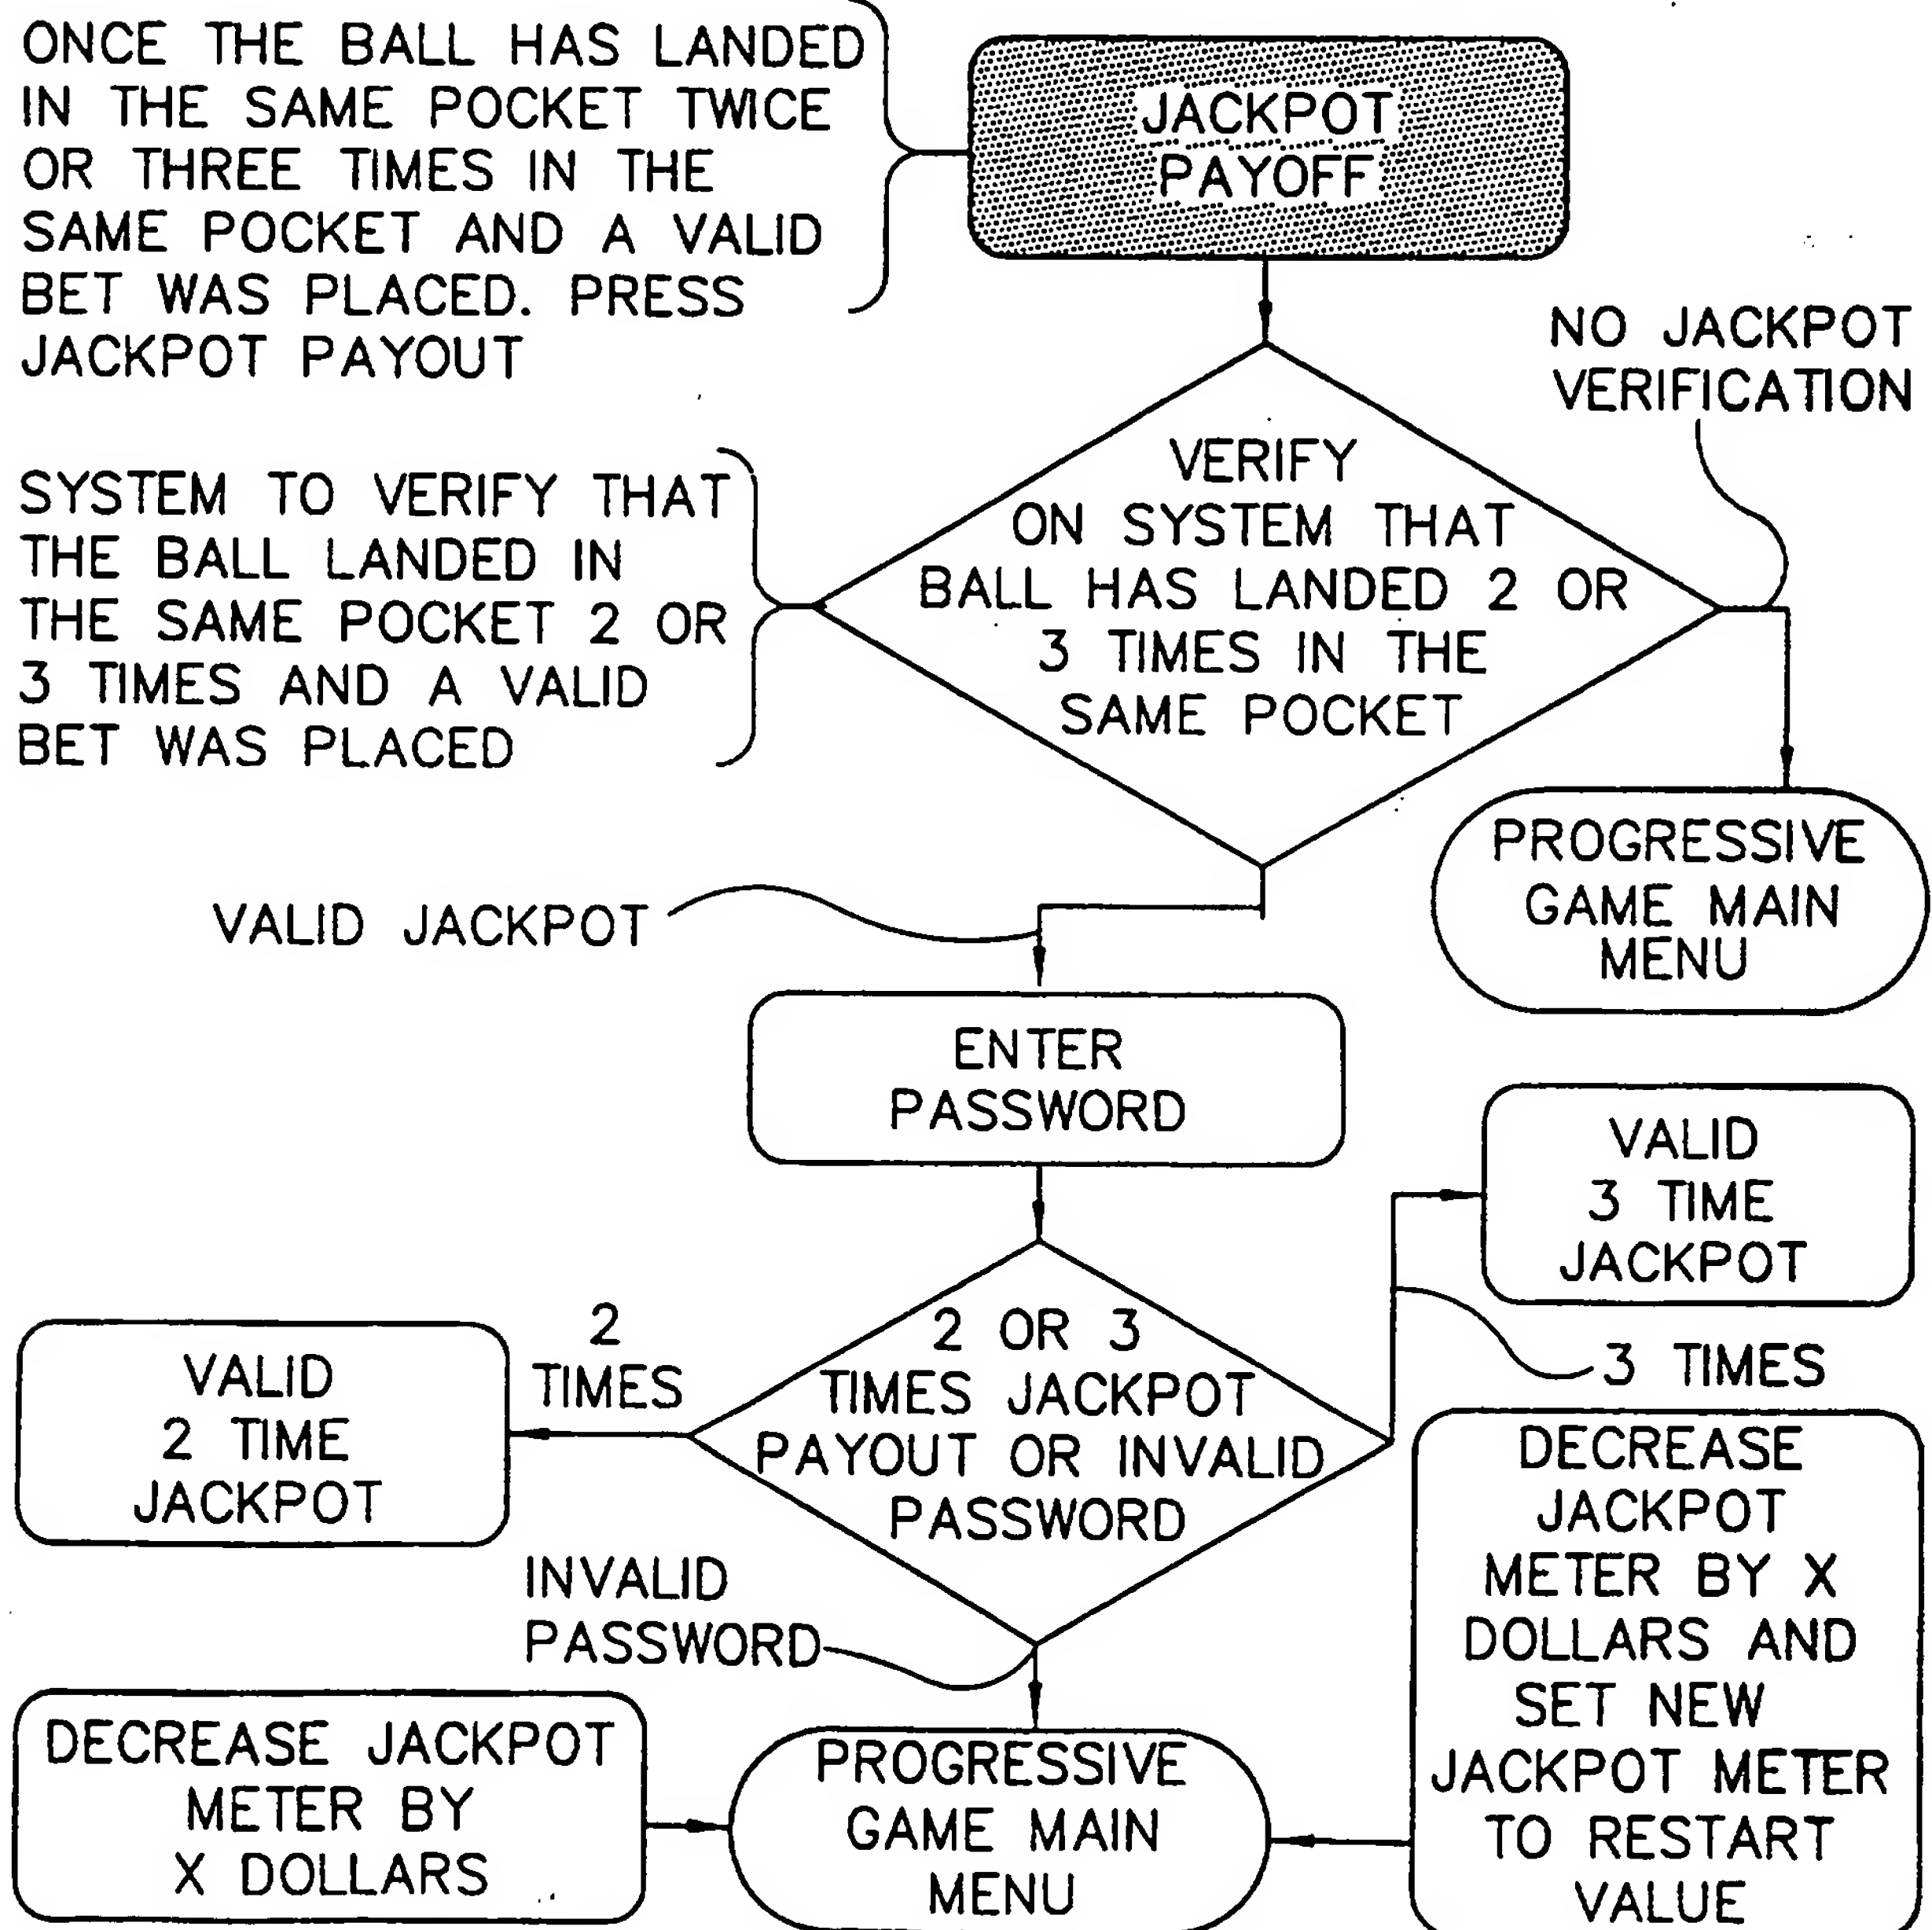 ONCE THE BALL HAS LANDED
IN THE SAME POCKET TWICE
OR THREE TIMES IN THE
SAME POCKET AND A VALID
BET WAS PLACED. PRESS
JACKPOT PAYOUT
JACKPOT
PAYOFF
NO JACKPOT
VERIFICATION
SYSTEM TO VERIFY THAT
THE BALL LANDED IN
THE SAME POCKET 2 OR
3 TIMES AND A VALID
BET WAS PLACED
VERIFY
ON SYSTEM THAT
BALL HAS LANDED 2 OR
3 TIMES IN THE
SAME POCKET
PROGRESSIVE
GAME MAIN
MENU
VALID JACKPOT
ENTER
PASSWORD
VALID
3 TIME
JACKPOT
3 TIMES
2 OR 3
TIMES JACKPOT
PAYOUT OR INVALID
PASSWORD
2
TIMES
VALID
2 TIME
JACKPOT
INVALID
PASSWORD
DECREASE
JACKPOT
METER BY X
DOLLARS AND
SET NEW
JACKPOT METER
TO RESTART
VALUE
DECREASE JACKPOT
METER BY
X DOLLARS
PROGRESSIVE
GAME MAIN
MENU